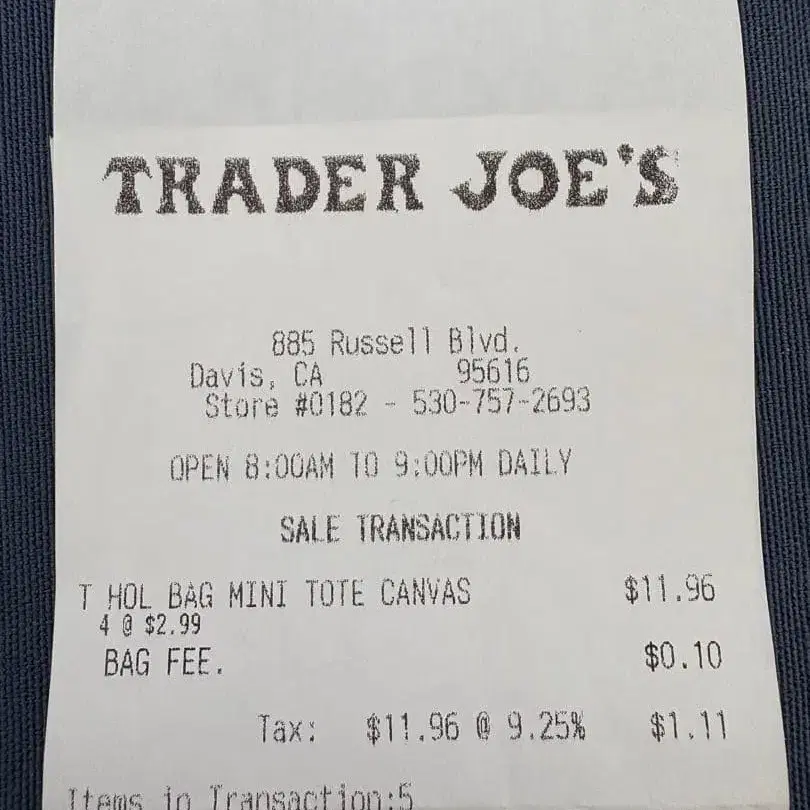 TRADER JOE'S
885 Russell Blvd.
Davis, CA 95616
Store #0182 - 530-757-2693
OPEN 8:00AM TO 9:00PM DAILY
SALE TRANSACTION
T HOL BAG MINI TOTE CANVAS $11.96
4 @ $2.99
BAG FEE. $0.10
Tax: $11.96 @ 9.25% $1.11
Items in Transaction:5